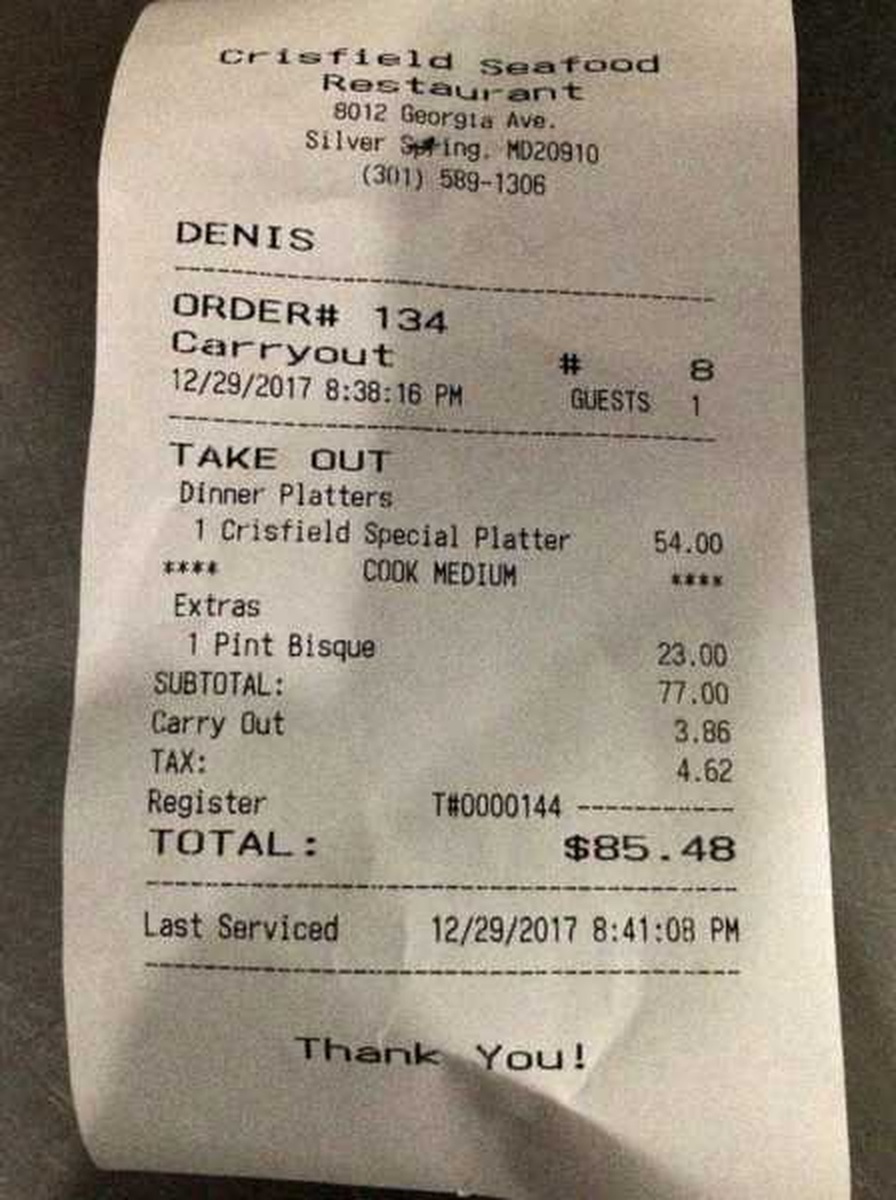 Crisfield Seafood
Restaurant
8012 Georgia Ave.
Silver Spring, MD20910
(301) 589-1306
DENIS
ORDER# 134
Carryout # 8
12/29/2017 8:38:16 PM GUESTS 1
TAKE OUT
Dinner Platters
1 Crisfield Special Platter 54.00
**** COOK MEDIUM ****
Extras
1 Pint Bisque 23.00
SUBTOTAL: 77.00
Carry Out 3.86
TAX: 4.62
Register T#0000144 -----------
TOTAL: $85.48
Last Serviced 12/29/2017 8:41:08 PM
Thank You!